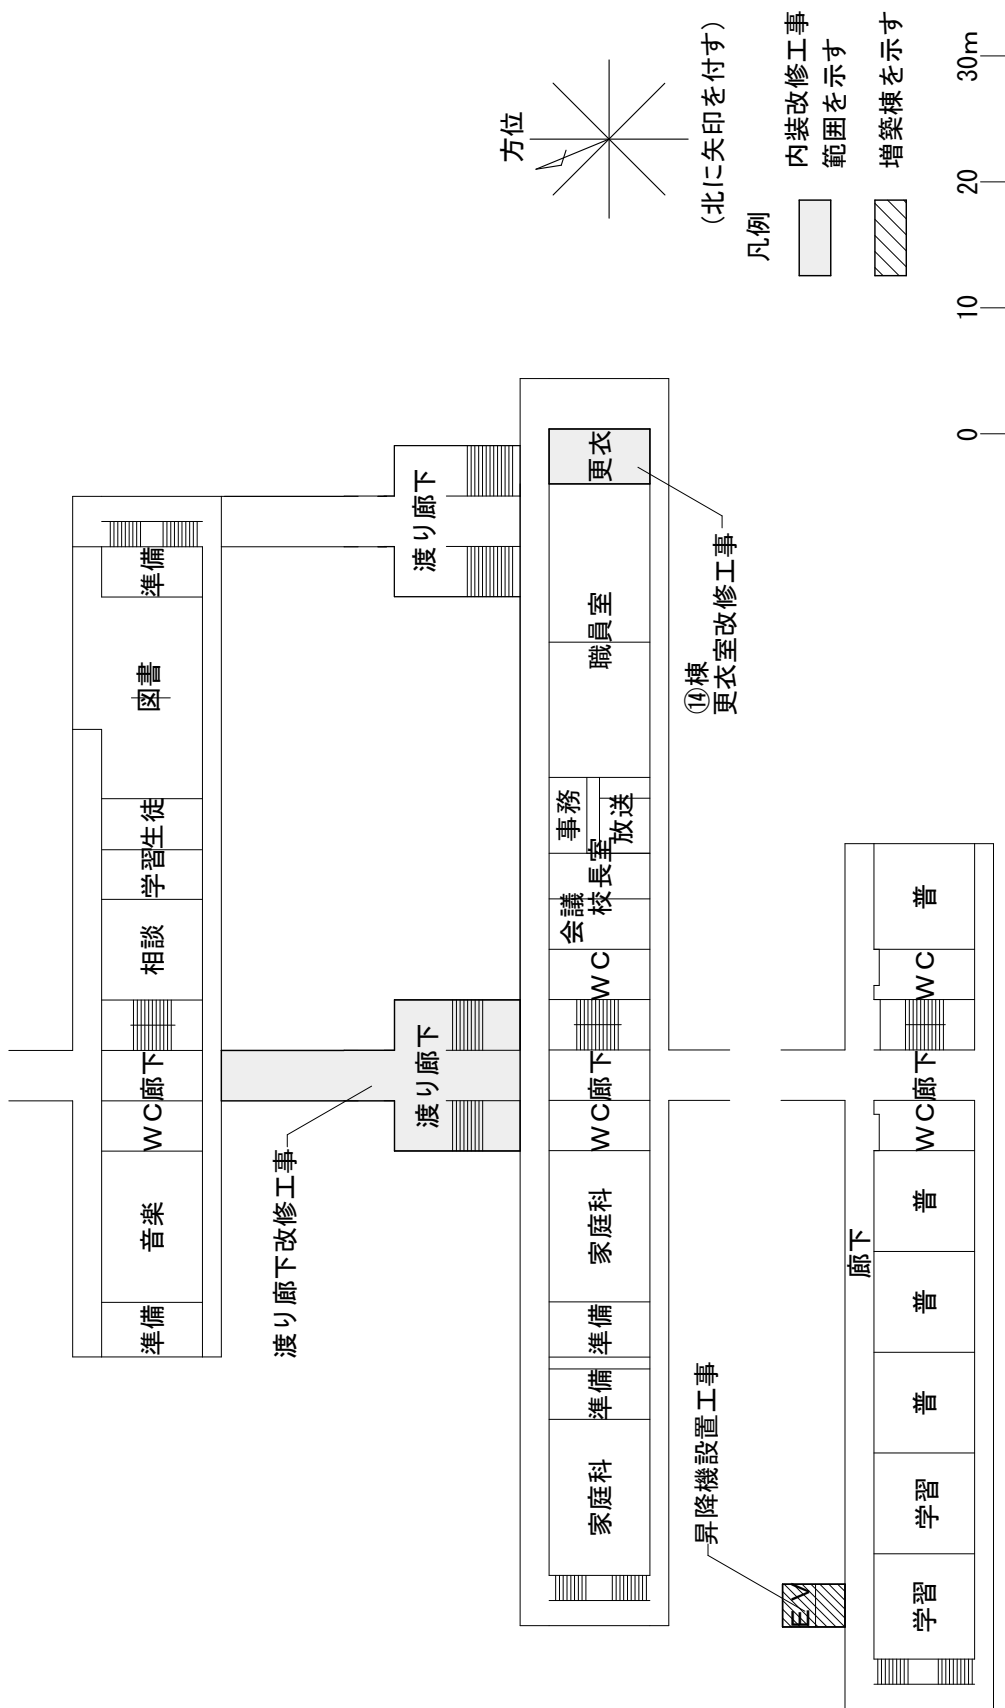 準備
図書
生徒
学習
相談
廊下
WC
音楽
準備
渡り廊下
渡り廊下
渡り廊下改修工事
更衣
職員室
事務
放送
校長室
会議
WC
廊下
WC
家庭科
準備
準備
家庭科
⑭棟
更衣室改修工事
昇降機設置工事
EV
廊下
普
WC
廊下
WC
普
普
普
学習
学習
方位
(北に矢印を付す)
凡例
内装改修工事
範囲を示す
増築棟を示す
0
10
20
30m